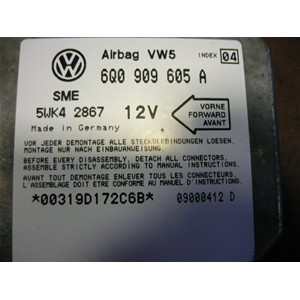 Airbag VW5 INDEX 04
6Q0 909 605 A
SME
5WK4 2867 12V
Made in Germany
VORNE
FORWARD
AVANT
VOR JEDER DEMONTAGE ALLE STECKVERBINDUNGEN LOESEN,
MONTAGE NUR NACH EINBAUANWEISUNG.
BEFORE EVERY DISASSEMBLY, DETACH ALL CONNECTORS.
ASSEMBLE STRICTLY ACCORDING TO MANUAL INSTRUCTIONS.
AVANT TOUT DEMONTAGE ENLEVER TOUS LES CONNECTEURS.
L'ASSEMBLAGE DOIT ETRE CONFORME AU MANUEL D'INSTRUCTIONS.
*00319D172C6B* 09000412 D